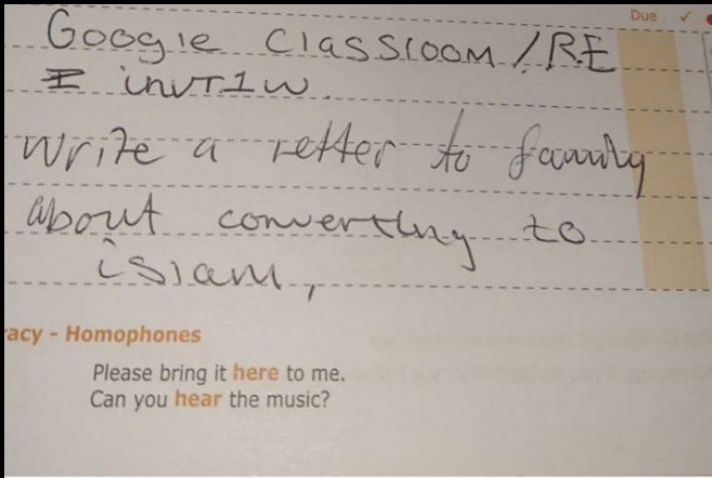 Due ✓
Google Classroom / RE
I invT1w.
Write a letter to family
about converting to
islam,
acy - Homophones
Please bring it here to me.
Can you hear the music?